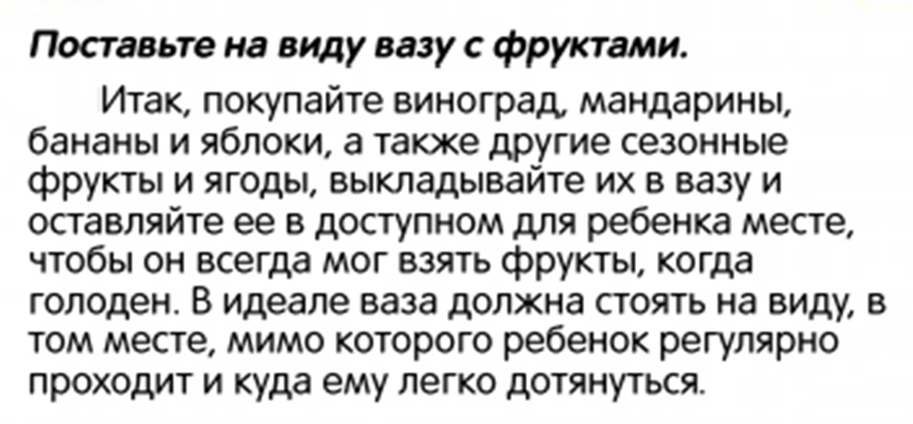 Поставьте на виду вазу с фруктами.
Итак, покупайте виноград, мандарины,
бананы и яблоки, а также другие сезонные
фрукты и ягоды, выкладывайте их в вазу и
оставляйте ее в доступном для ребенка месте,
чтобы он всегда мог взять фрукты, когда
голоден. В идеале ваза должна стоять на виду, в
том месте, мимо которого ребенок регулярно
проходит и куда ему легко дотянуться.